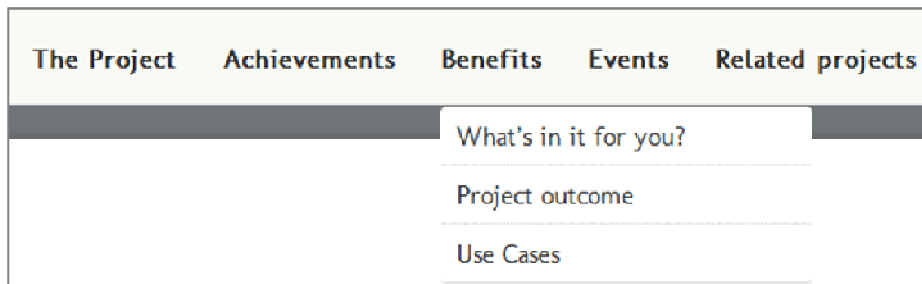 The Project Achievements Benefits Events Related projects
What's in it for you?
Project outcome
Use Cases